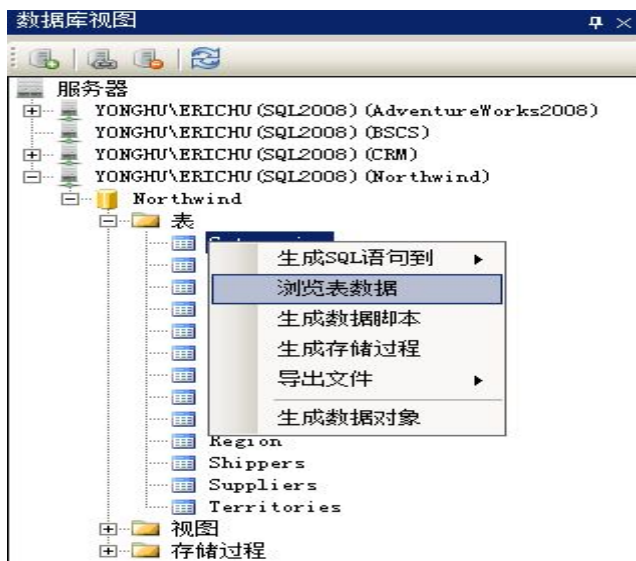 数据库视图
服务器
YONGHU\ERICHU(SQL2008)(AdventureWorks2008)
YONGHU\ERICHU(SQL2008)(BSCS)
YONGHU\ERICHU(SQL2008)(CRM)
YONGHU\ERICHU(SQL2008)(Northwind)
Northwind
表
生成SQL语句到
浏览表数据
生成数据脚本
生成存储过程
导出文件
生成数据对象
Region
Shippers
Suppliers
Territories
视图
存储过程